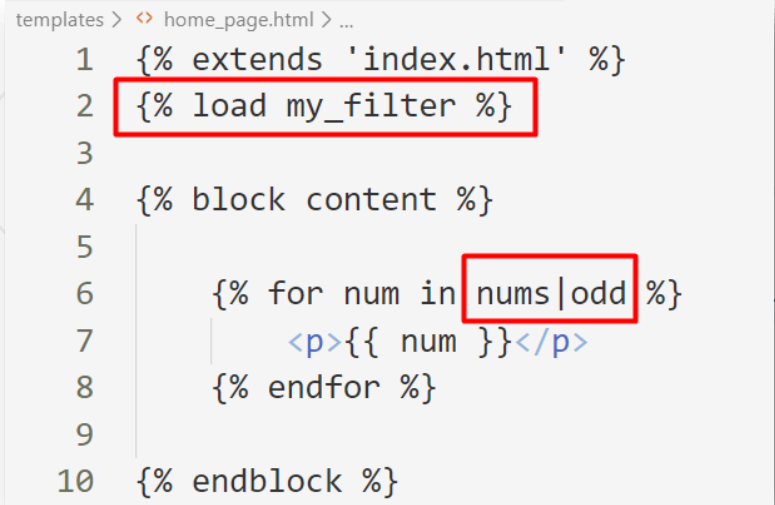 templates > <> home_page.html > ...
1 {% extends 'index.html' %}
2 {% load my_filter %}
3
4 {% block content %}
5
6 {% for num in nums|odd %}
7 <p>{{ num }}</p>
8 {% endfor %}
9
10 {% endblock %}